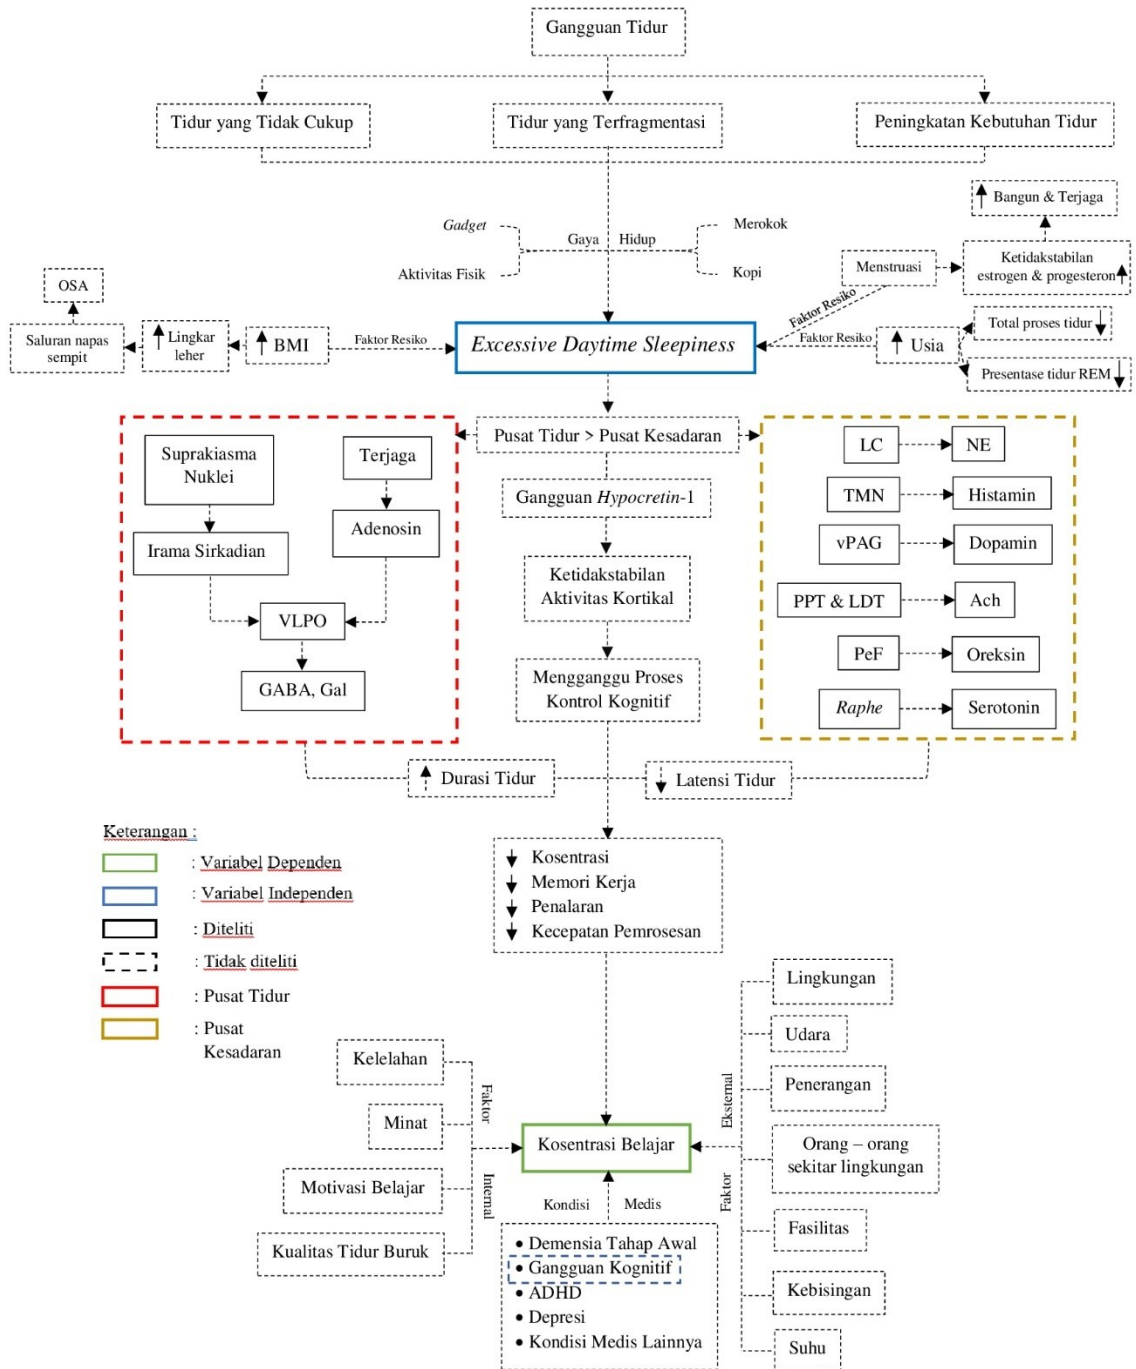 Gangguan Tidur
Tidur yang Tidak Cukup
Tidur yang Terfragmentasi
Peningkatan Kebutuhan Tidur
Gadget
Aktivitas Fisik
Gaya Hidup
Merokok
Kopi
Bangun & Terjaga
Menstruasi
Ketidakstabilan
estrogen & progesteron
OSA
Saluran napas
sempit
Lingkar
leher
BMI
Faktor Resiko
Excessive Daytime Sleepiness
Faktor Resiko
Faktor Resiko
Usia
Total proses tidur
Presentase tidur REM
Pusat Tidur > Pusat Kesadaran
Suprakiasma
Nuklei
Terjaga
Irama Sirkadian
Adenosin
VLPO
GABA, Gal
Gangguan Hypocretin-1
Ketidakstabilan
Aktivitas Kortikal
Mengganggu Proses
Kontrol Kognitif
LC
NE
TMN
Histamin
vPAG
Dopamin
PPT & LDT
Ach
PeF
Oreksin
Raphe
Serotonin
Durasi Tidur
Latensi Tidur
Kosentrasi
Memori Kerja
Penalaran
Kecepatan Pemrosesan
Keterangan :
: Variabel Dependen
: Variabel Independen
: Diteliti
: Tidak diteliti
: Pusat Tidur
: Pusat
Kesadaran
Kelelahan
Minat
Motivasi Belajar
Kualitas Tidur Buruk
Faktor
Internal
Kosentrasi Belajar
Kondisi Medis
• Demensia Tahap Awal
• Gangguan Kognitif
• ADHD
• Depresi
• Kondisi Medis Lainnya
Faktor
Eksternal
Lingkungan
Udara
Penerangan
Orang – orang
sekitar lingkungan
Fasilitas
Kebisingan
Suhu